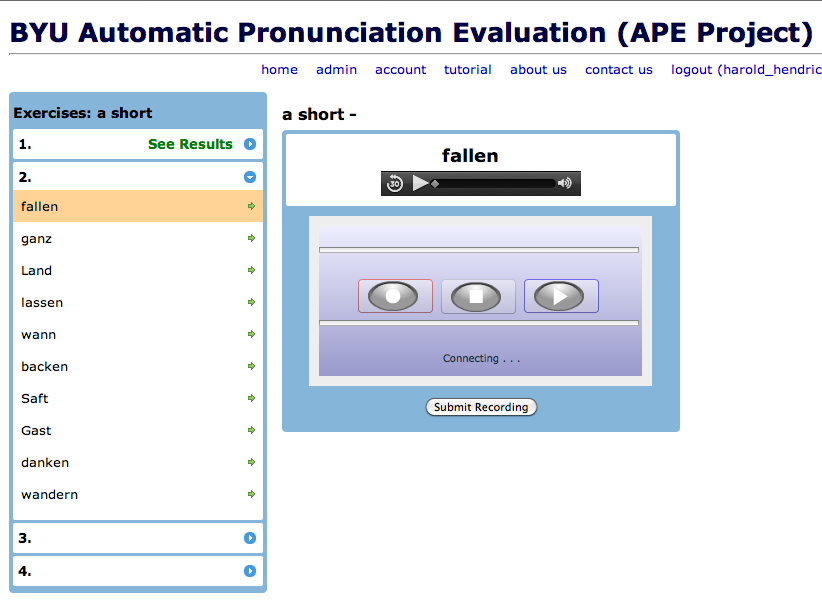 BYU Automatic Pronunciation Evaluation (APE Project)
home admin account tutorial about us contact us logout (harold_hendric
Exercises: a short
1. See Results
2.
fallen
ganz
Land
lassen
wann
backen
Saft
Gast
danken
wandern
3.
4.
a short -
fallen
30
Connecting . . .
Submit Recording